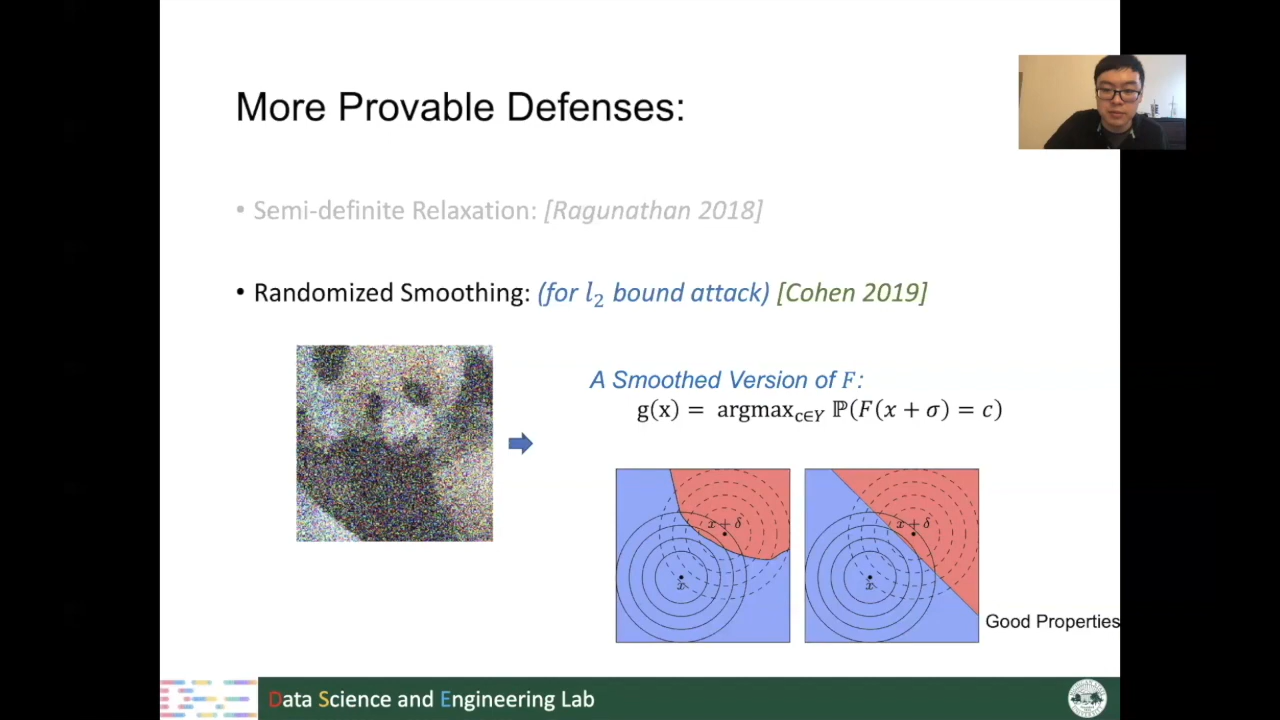 More Provable Defenses:
• Semi-definite Relaxation: [Ragunathan 2018]
• Randomized Smoothing: (for l₂ bound attack) [Cohen 2019]
A Smoothed Version of F:
g(x) = argmax_{c∈Y} ℙ(F(x + σ) = c)
x + δ
x
x + δ
x
Good Properties
Data Science and Engineering Lab